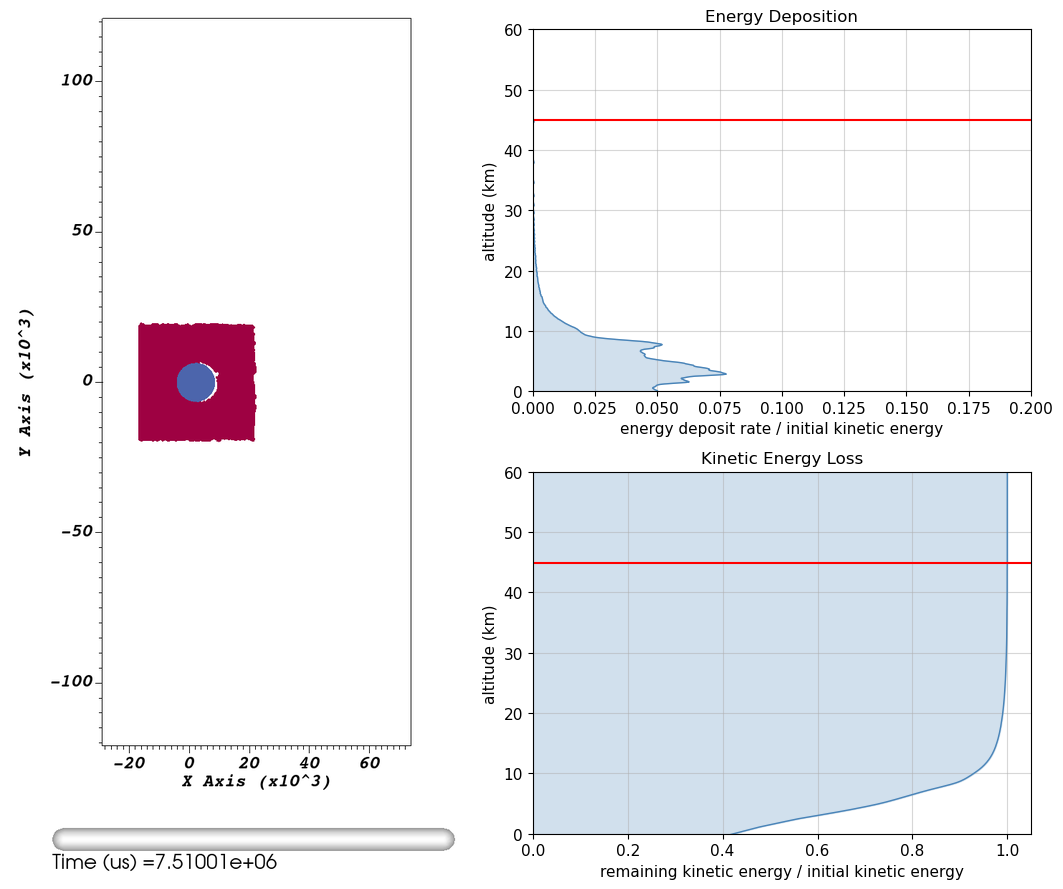 100
50
0
-50
-100
Y Axis (x10^3)
-20 0 20 40 60
X Axis (x10^3)
Time (us) =7.51001e+06
Energy Deposition
60
50
40
30
20
10
0
altitude (km)
0.000 0.025 0.050 0.075 0.100 0.125 0.150 0.175 0.200
energy deposit rate / initial kinetic energy
Kinetic Energy Loss
60
50
40
30
20
10
0
altitude (km)
0.0 0.2 0.4 0.6 0.8 1.0
remaining kinetic energy / initial kinetic energy